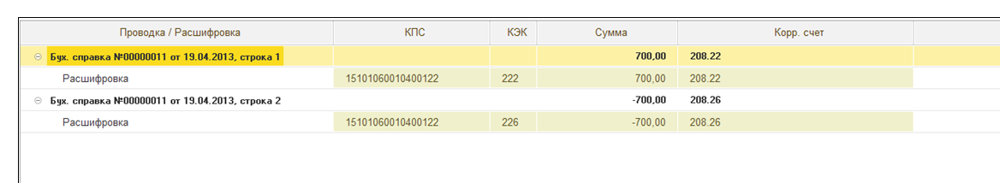 Проводка / Расшифровка КПС КЭК Сумма Корр. счет
Бух. справка №00000011 от 19.04.2013, строка 1 700,00 208.22
Расшифровка 15101060010400122 222 700,00 208.22
Бух. справка №00000011 от 19.04.2013, строка 2 -700,00 208.26
Расшифровка 15101060010400122 226 -700,00 208.26